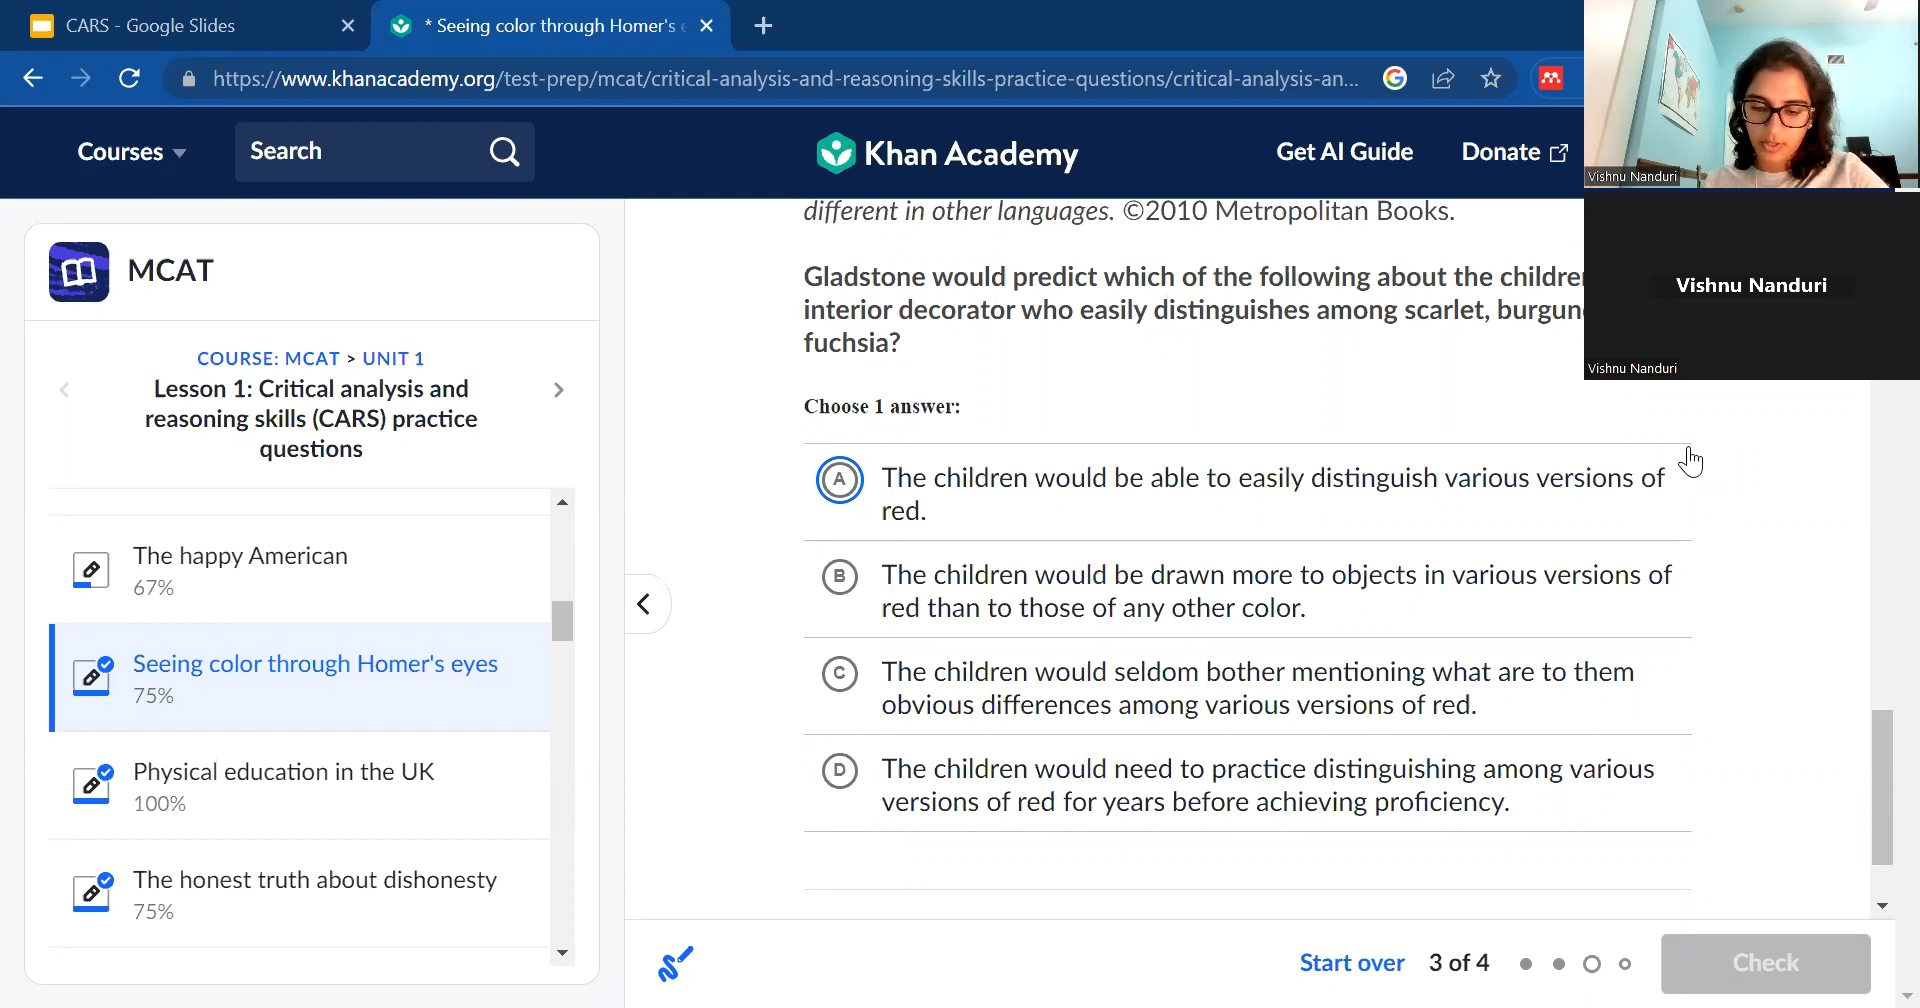 CARS - Google Slides
* Seeing color through Homer's e
https://www.khanacademy.org/test-prep/mcat/critical-analysis-and-reasoning-skills-practice-questions/critical-analysis-an...
Courses
Search
Khan Academy
Get AI Guide
Donate
Vishnu Nanduri
Vishnu Nanduri
Vishnu Nanduri
MCAT
COURSE: MCAT > UNIT 1
Lesson 1: Critical analysis and
reasoning skills (CARS) practice
questions
The happy American
67%
Seeing color through Homer's eyes
75%
Physical education in the UK
100%
The honest truth about dishonesty
75%
different in other languages. ©2010 Metropolitan Books.
Gladstone would predict which of the following about the childre
interior decorator who easily distinguishes among scarlet, burgun
fuchsia?
Choose 1 answer:
A The children would be able to easily distinguish various versions of
red.
B The children would be drawn more to objects in various versions of
red than to those of any other color.
C The children would seldom bother mentioning what are to them
obvious differences among various versions of red.
D The children would need to practice distinguishing among various
versions of red for years before achieving proficiency.
Start over
3 of 4
Check